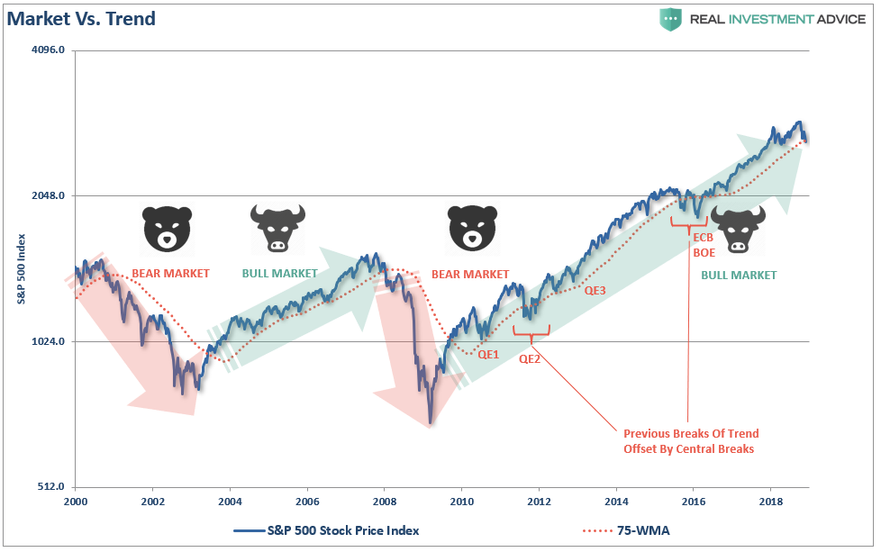 Market Vs. Trend
REAL INVESTMENT ADVICE
4096.0
2048.0
1024.0
512.0
S&P 500 Index
BEAR MARKET
BULL MARKET
BEAR MARKET
ECB
BOE
BULL MARKET
QE1
QE2
QE3
Previous Breaks Of Trend
Offset By Central Breaks
2000 2002 2004 2006 2008 2010 2012 2014 2016 2018
S&P 500 Stock Price Index
75-WMA